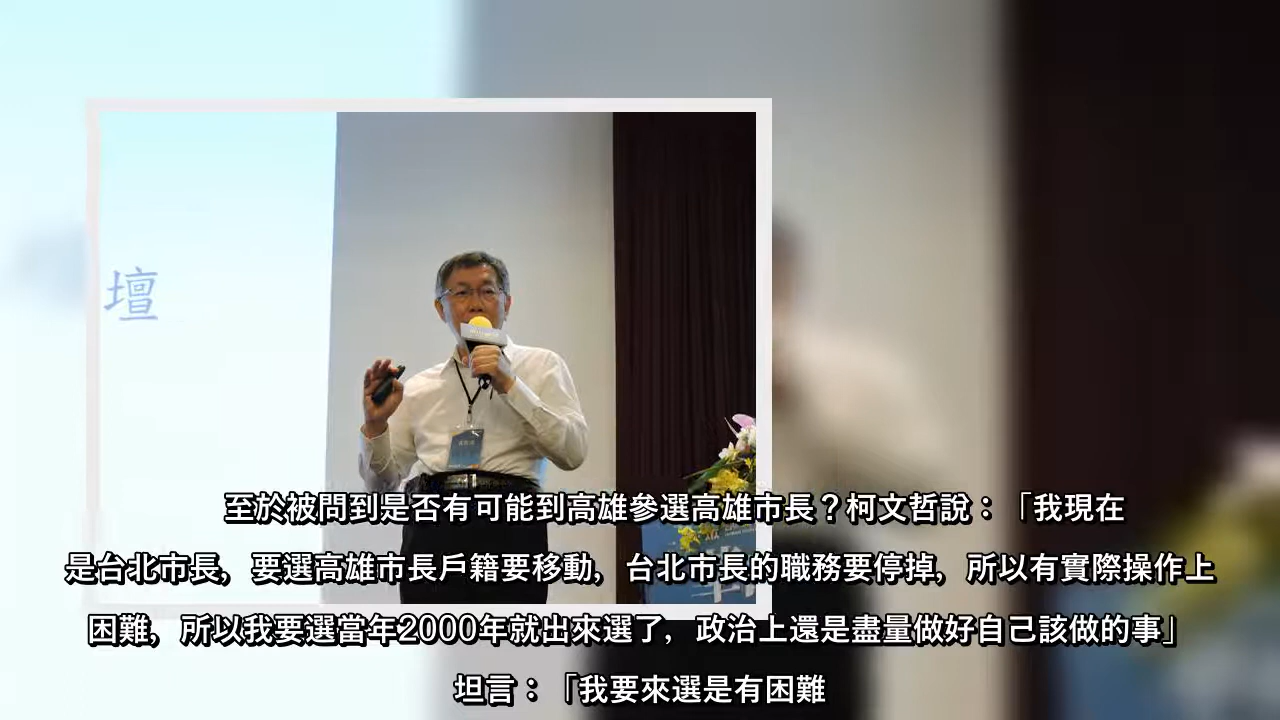 壇
至於被問到是否有可能到高雄參選高雄市長？柯文哲說：「我現在
是台北市長，要選高雄市長戶籍要移動，台北市長的職務要停掉，所以有實際操作上
困難，所以我要選當年2000年就出來選了，政治上還是盡量做好自己該做的事」
坦言：「我要來選是有困難